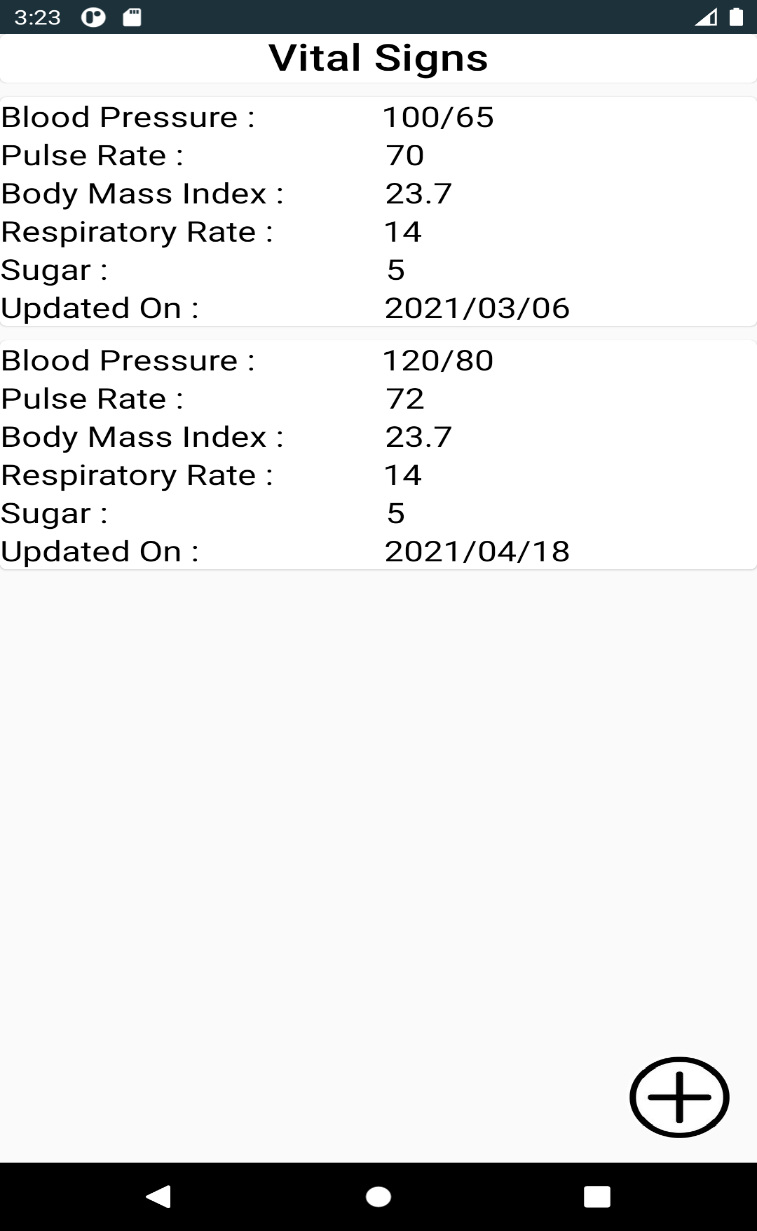 3:23
Vital Signs
Blood Pressure : 100/65
Pulse Rate : 70
Body Mass Index : 23.7
Respiratory Rate : 14
Sugar : 5
Updated On : 2021/03/06
Blood Pressure : 120/80
Pulse Rate : 72
Body Mass Index : 23.7
Respiratory Rate : 14
Sugar : 5
Updated On : 2021/04/18